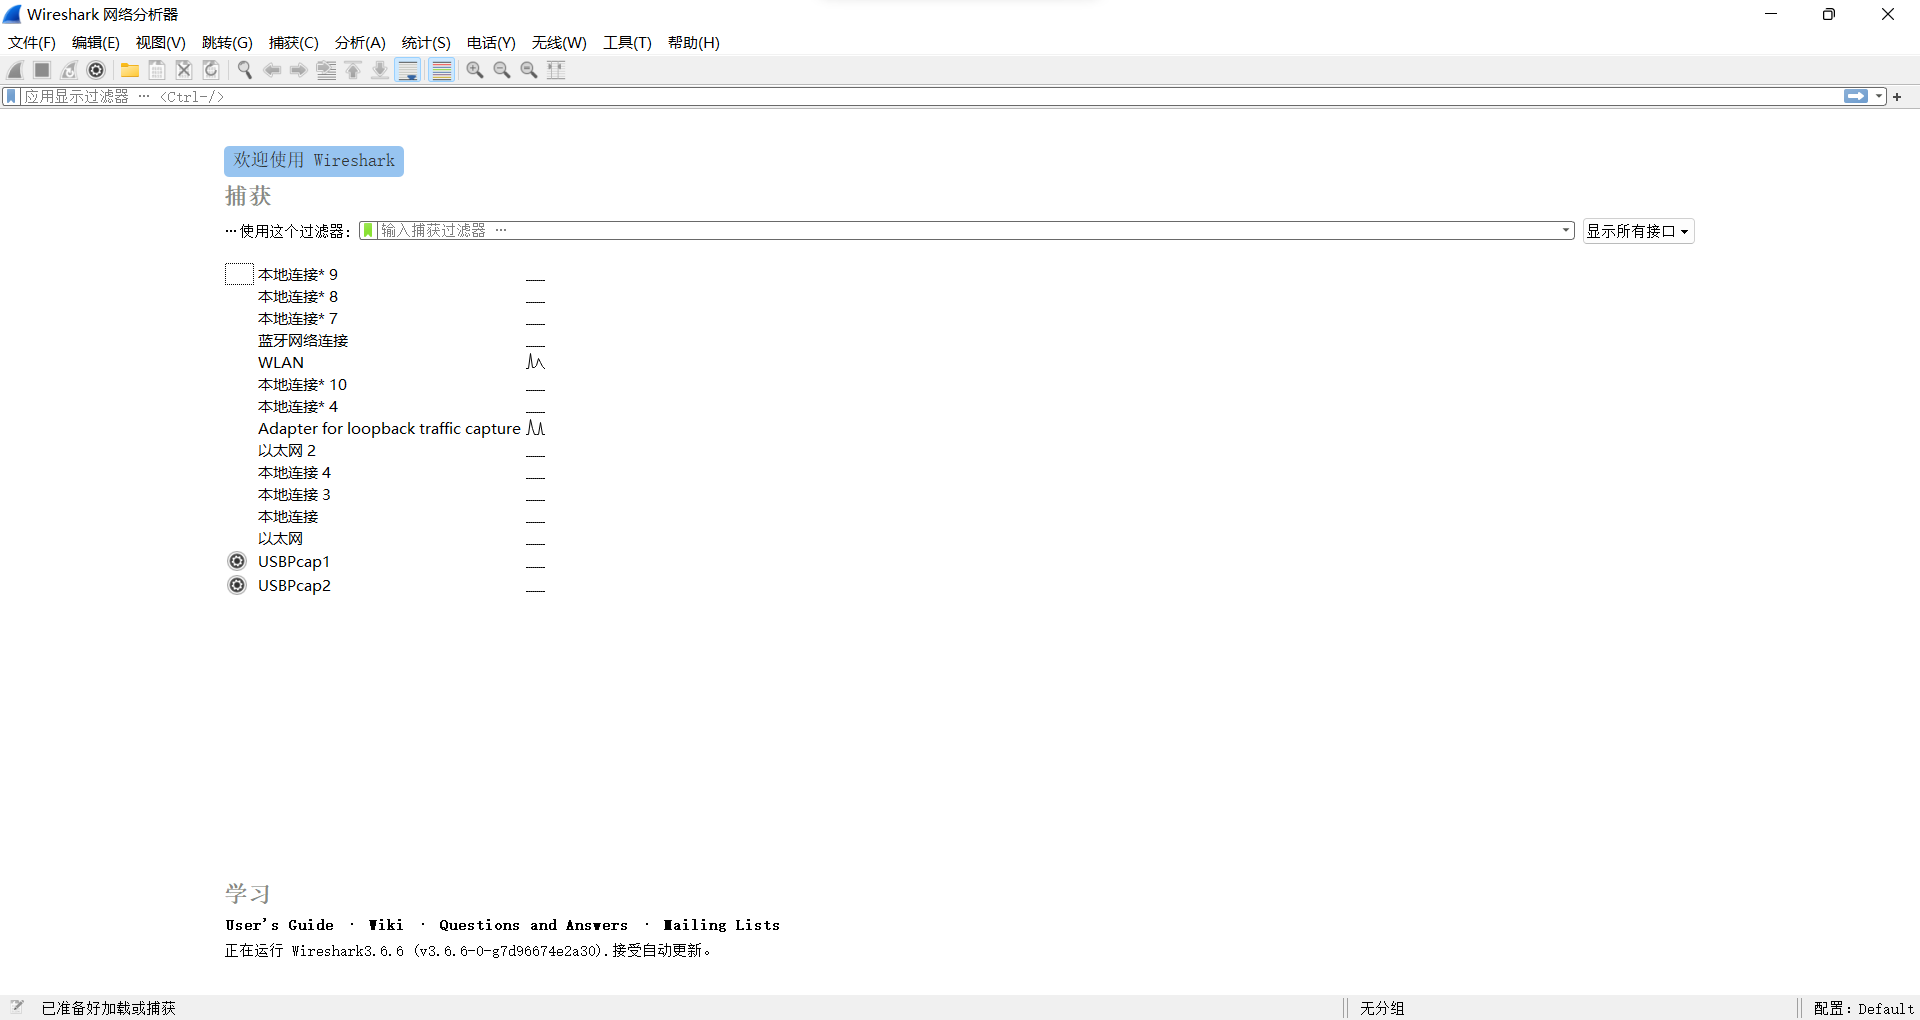 Wireshark 网络分析器
文件(F) 编辑(E) 视图(V) 跳转(G) 捕获(C) 分析(A) 统计(S) 电话(Y) 无线(W) 工具(T) 帮助(H)
应用显示过滤器 … <Ctrl-/>
+
欢迎使用 Wireshark
捕获
…使用这个过滤器: 输入捕获过滤器 … 显示所有接口
本地连接* 9
本地连接* 8
本地连接* 7
蓝牙网络连接
WLAN
本地连接* 10
本地连接* 4
Adapter for loopback traffic capture
以太网 2
本地连接 4
本地连接 3
本地连接
以太网
USBPcap1
USBPcap2
学习
User's Guide · Wiki · Questions and Answers · Mailing Lists
正在运行 Wireshark3.6.6 (v3.6.6-0-g7d96674e2a30).接受自动更新。
已准备好加载或捕获 无分组 配置: Default